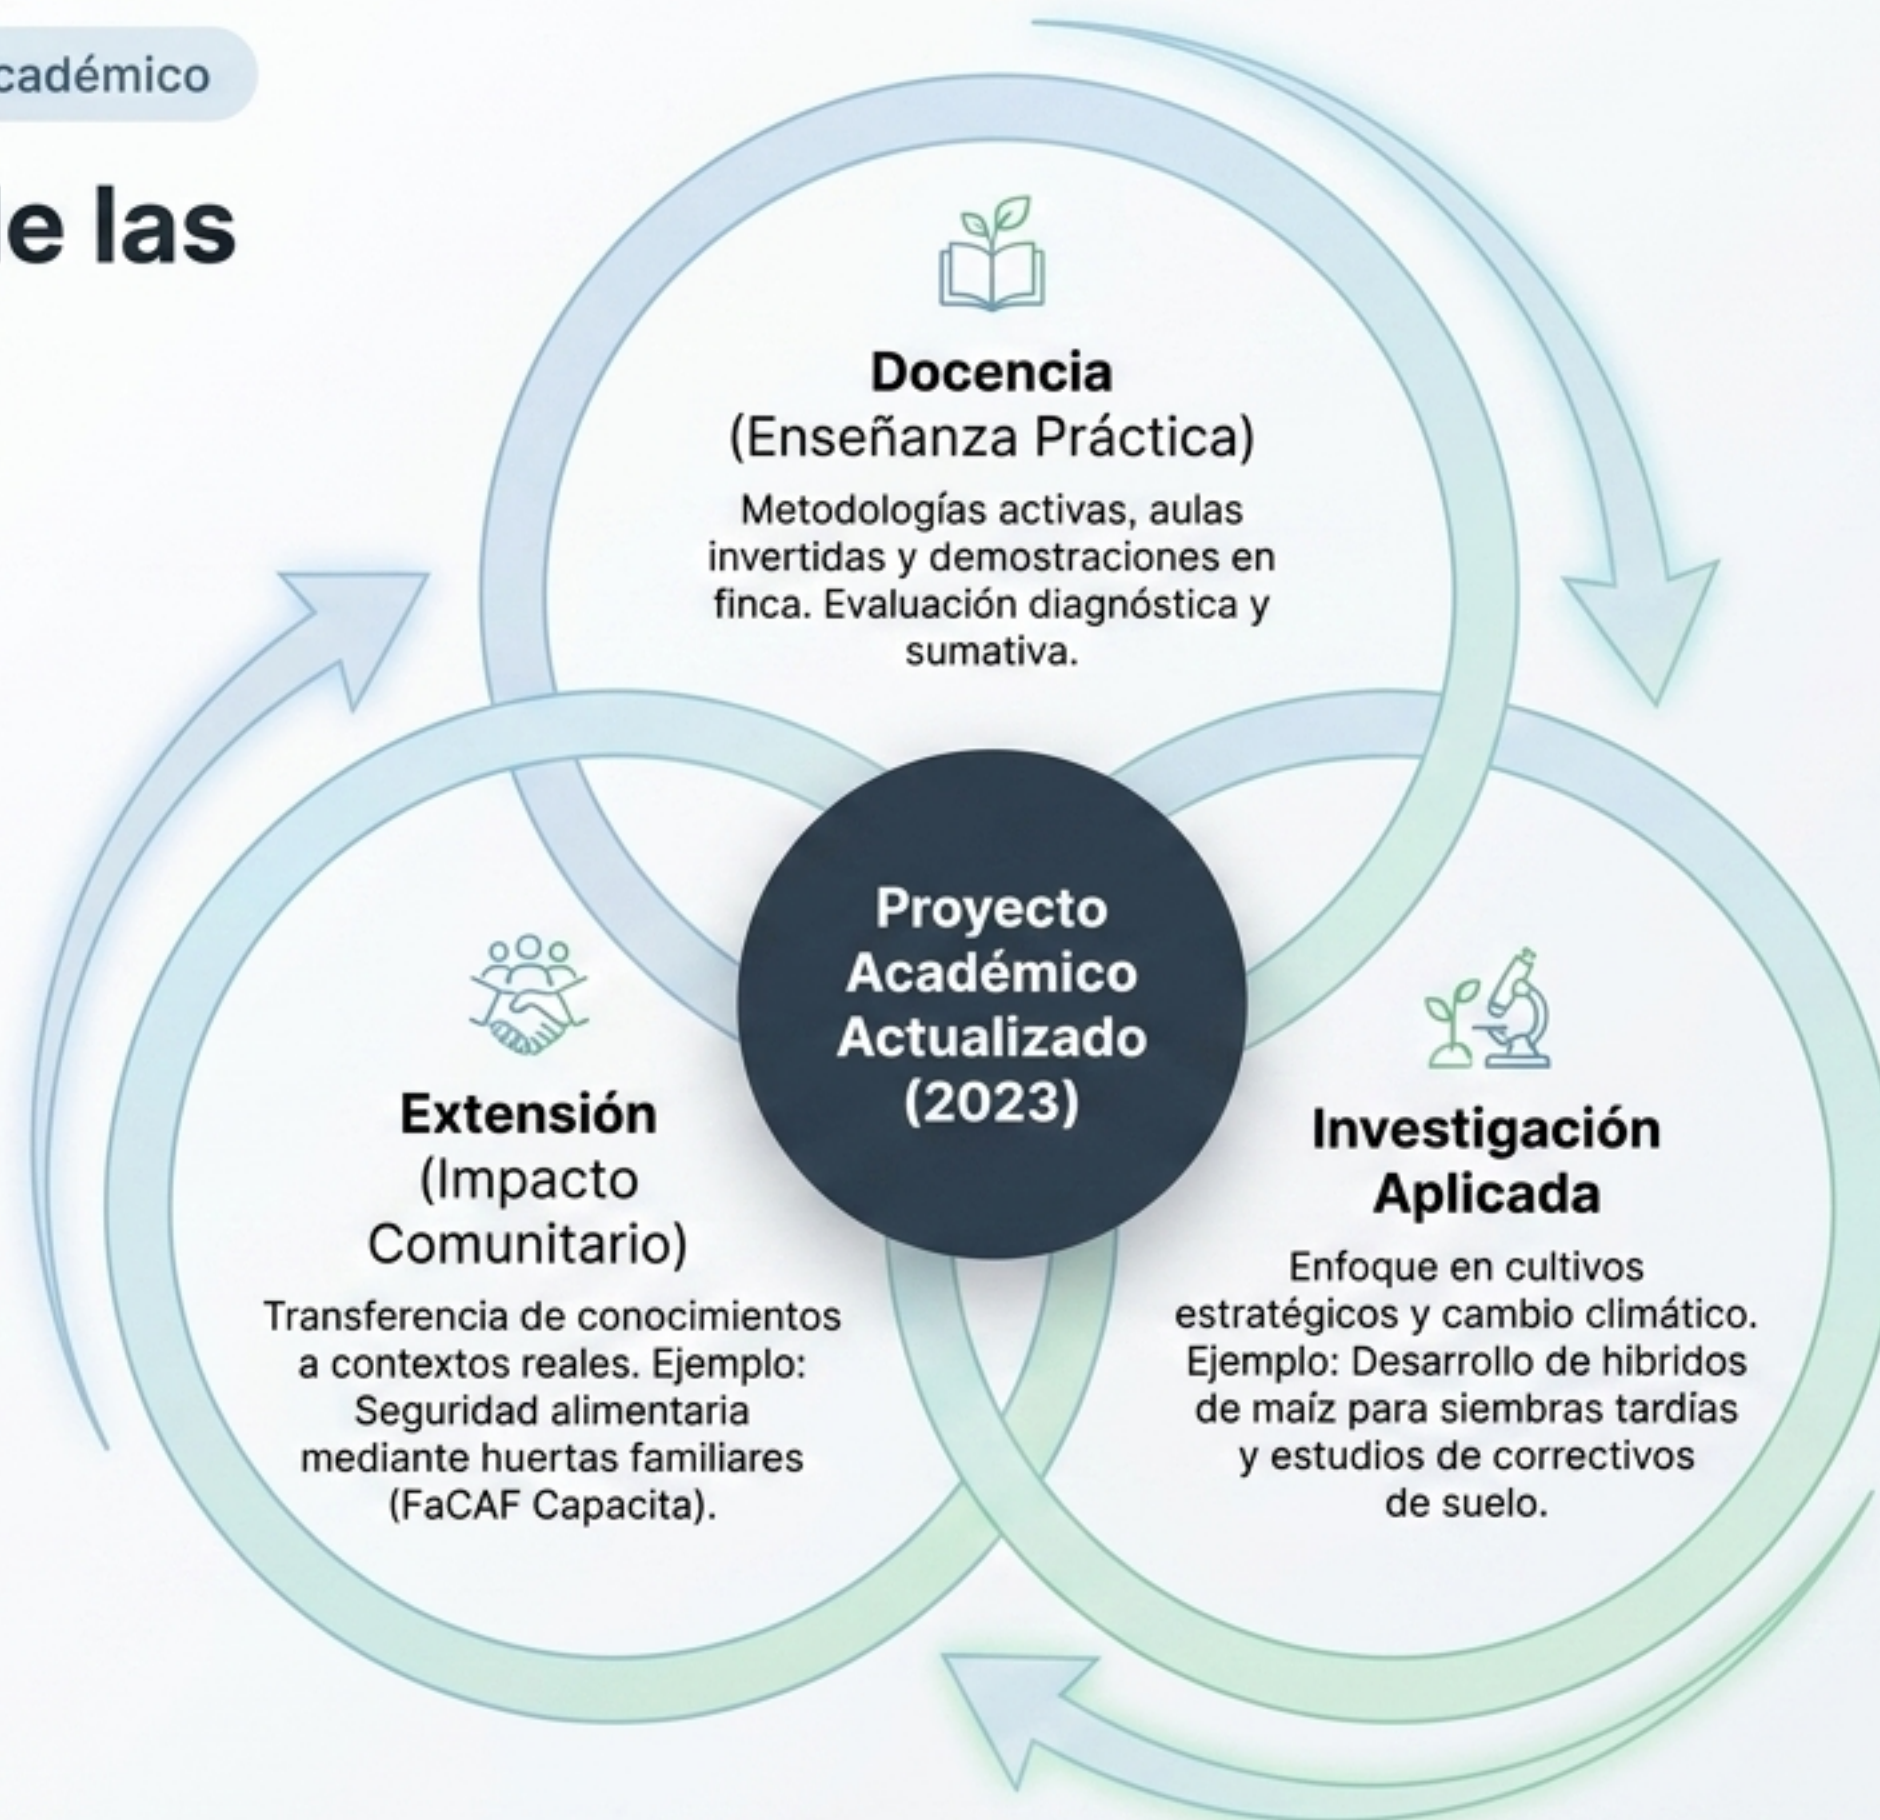 cadémico
e las
Docencia
(Enseñanza Práctica)
Metodologías activas, aulas
invertidas y demostraciones en
finca. Evaluación diagnóstica y
sumativa.
Proyecto
Académico
Actualizado
(2023)
Extensión
(Impacto
Comunitario)
Transferencia de conocimientos
a contextos reales. Ejemplo:
Seguridad alimentaria
mediante huertas familiares
(FaCAF Capacita).
Investigación
Aplicada
Enfoque en cultivos
estratégicos y cambio climático.
Ejemplo: Desarrollo de hibridos
de maíz para siembras tardías
y estudios de correctivos
de suelo.